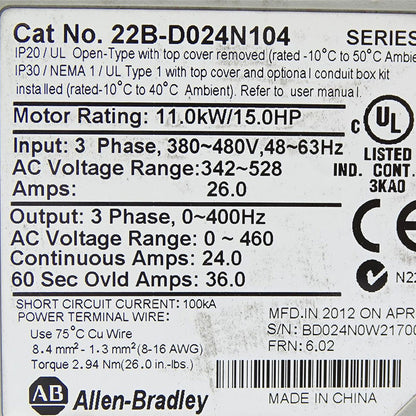 Cat No. 22B-D024N104 SERIES
IP20 / UL Open-Type with top cover removed (rated -10°C to 50°C Ambie
IP30 / NEMA 1 / UL Type 1 with top cover and optional conduit box kit
installed (rated-10°C to 40°C Ambient). Refer to user manual.
Motor Rating: 11.0kW/15.0HP
Input: 3 Phase, 380~480V,48~63Hz
AC Voltage Range:342~528
Amps: 26.0
c UL
LISTED
IND. CONT.
3KA0
Output: 3 Phase, 0~400Hz
AC Voltage Range: 0 ~ 460
Continuous Amps: 24.0
60 Sec Ovld Amps: 36.0
CE
N22
SHORT CIRCUIT CURRENT: 100kA
POWER TERMINAL WIRE:
Use 75°C Cu Wire
8.4 mm² - 1.3 mm² (8-16 AWG)
Torque 2.94 Nm(26.0 in.-lbs.)
MFD.IN 2012 ON APR
S/N: BD024N0W21700
FRN: 6.02
AB Allen-Bradley
MADE IN CHINA